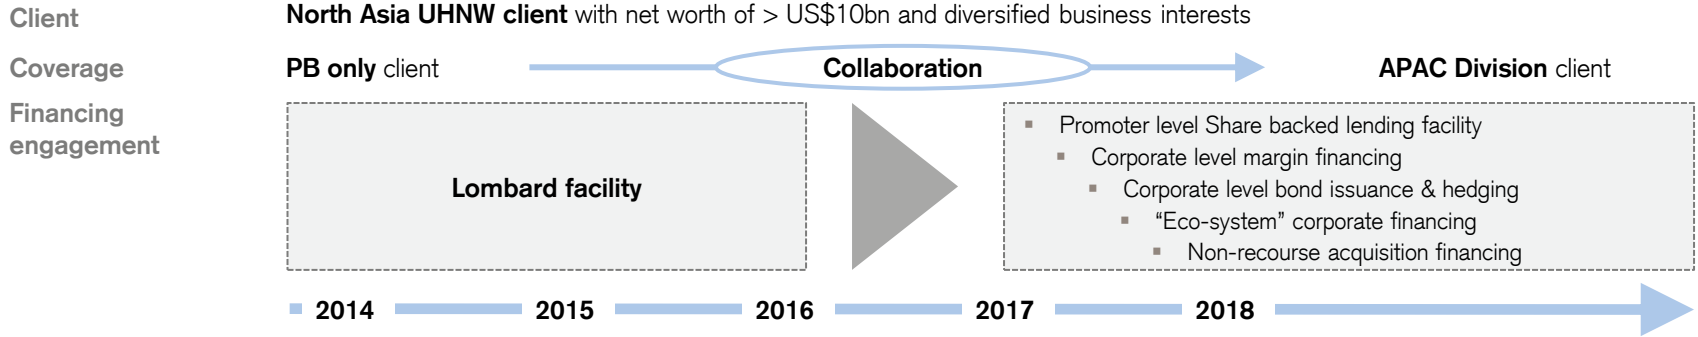 Client
North Asia UHNW client with net worth of > US$10bn and diversified business interests
Coverage
PB only client
Collaboration
APAC Division client
Financing
engagement
Lombard facility
▪ Promoter level Share backed lending facility
▪ Corporate level margin financing
▪ Corporate level bond issuance & hedging
▪ “Eco-system” corporate financing
▪ Non-recourse acquisition financing
2014 2015 2016 2017 2018